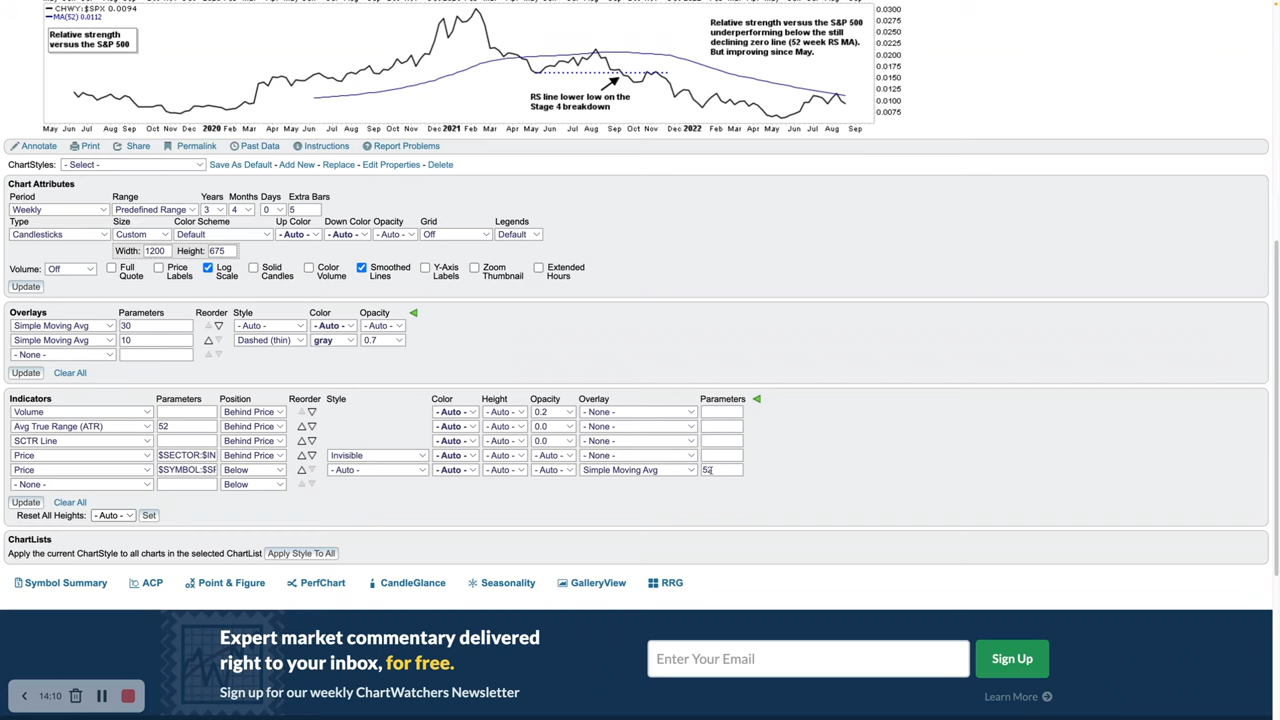 May Jun Jul Aug Sep Oct Nov Dec 2020 Feb
CHWY:$SPX 0.0094
MA(52) 0.0112
Relative strength
versus the S&P 500
Relative strength versus the S&P 500
underperforming below the still
declining zero line (52 week RS MA).
But improving since May.
RS line lower low on the
Stage 4 breakdown
0.0300
0.0275
0.0250
0.0225
0.0200
0.0175
0.0150
0.0125
0.0100
0.0075
May Jun Jul Aug Oct Nov Dec 2020 Feb Apr May Jun Aug Sep Oct Dec 2021 Feb Apr May Jun Jul Aug Sep Oct Nov Dec 2022 Mar Apr May Jun Jul Aug Sep
Annotate Print Share Permalink Past Data Instructions Report Problems
ChartStyles: - Select - Save As Default - Add New - Replace - Edit Properties - Delete
Chart Attributes
Period Range Years Months Days Extra Bars
Weekly Predefined Range 3 4 0 5
Type Size Color Scheme Up Color Down Color Opacity Grid Legends
Candlesticks Custom Default - Auto - - Auto - - Auto - Off Default
Width: 1200 Height: 675
Volume: Off Full Quote Price Labels Log Scale Solid Candles Color Volume Smoothed Lines Y-Axis Labels Zoom Thumbnail Extended Hours
Update
Overlays Parameters Reorder Style Color Opacity
Simple Moving Avg 30 - Auto - - Auto - - Auto -
Simple Moving Avg 10 Dashed (thin) gray 0.7
- None -
Update Clear All
Indicators Parameters Position Reorder Style Color Height Opacity Overlay Parameters
Volume Behind Price - Auto - - Auto - 0.2 - None -
Avg True Range (ATR) 52 Behind Price - Auto - - Auto - 0.0 - None -
SCTR Line Behind Price - Auto - - Auto - 0.0 - None -
Price $SECTOR:$IN Behind Price Invisible - Auto - - Auto - - Auto - - None -
Price $SYMBOL:$SF Below - Auto - - Auto - - Auto - - Auto - Simple Moving Avg 52
- None - Below
Update Clear All
Reset All Heights: - Auto - Set
ChartLists
Apply the current ChartStyle to all charts in the selected ChartList Apply Style To All
Symbol Summary ACP Point & Figure PerfChart CandleGlance Seasonality GalleryView RRG
Expert market commentary delivered
right to your inbox, for free.
Sign up for our weekly ChartWatchers Newsletter
Enter Your Email
Sign Up
Learn More
14:10